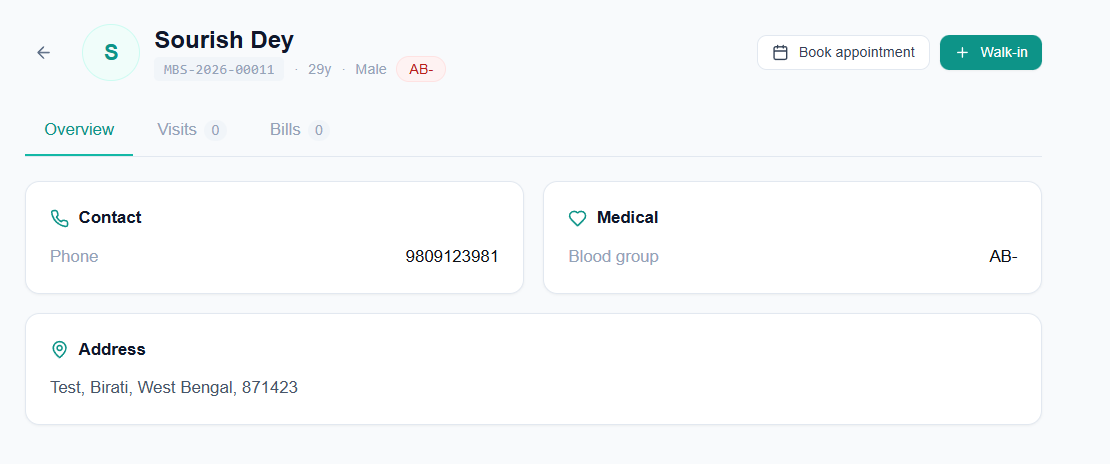 S
Sourish Dey
MBS-2026-00011 · 29y · Male AB-
Book appointment
+ Walk-in
Overview Visits 0 Bills 0
Contact
Phone 9809123981
Medical
Blood group AB-
Address
Test, Birati, West Bengal, 871423